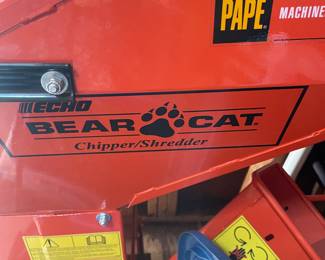 PAPE
MACHINE
ECHO
BEAR CAT
Chipper/Shredder